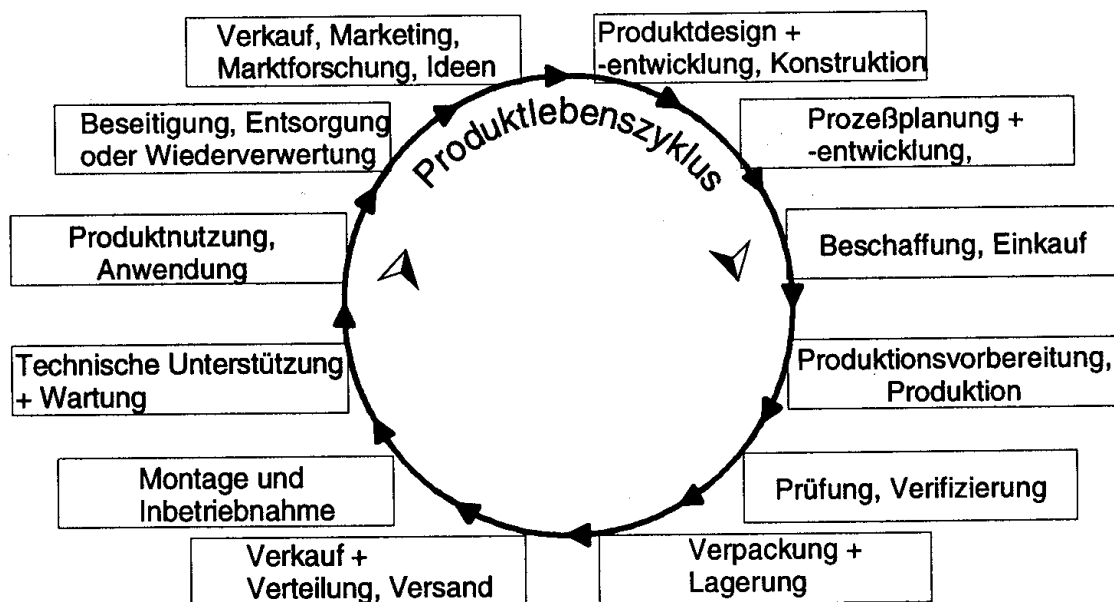 Verkauf, Marketing,
Marktforschung, Ideen
Produktdesign +
-entwicklung, Konstruktion
Beseitigung, Entsorgung
oder Wiederverwertung
Produktlebenszyklus
Prozeßplanung +
-entwicklung,
Produktnutzung,
Anwendung
Beschaffung, Einkauf
Technische Unterstützung
+ Wartung
Produktionsvorbereitung,
Produktion
Montage und
Inbetriebnahme
Prüfung, Verifizierung
Verkauf +
Verteilung, Versand
Verpackung +
Lagerung